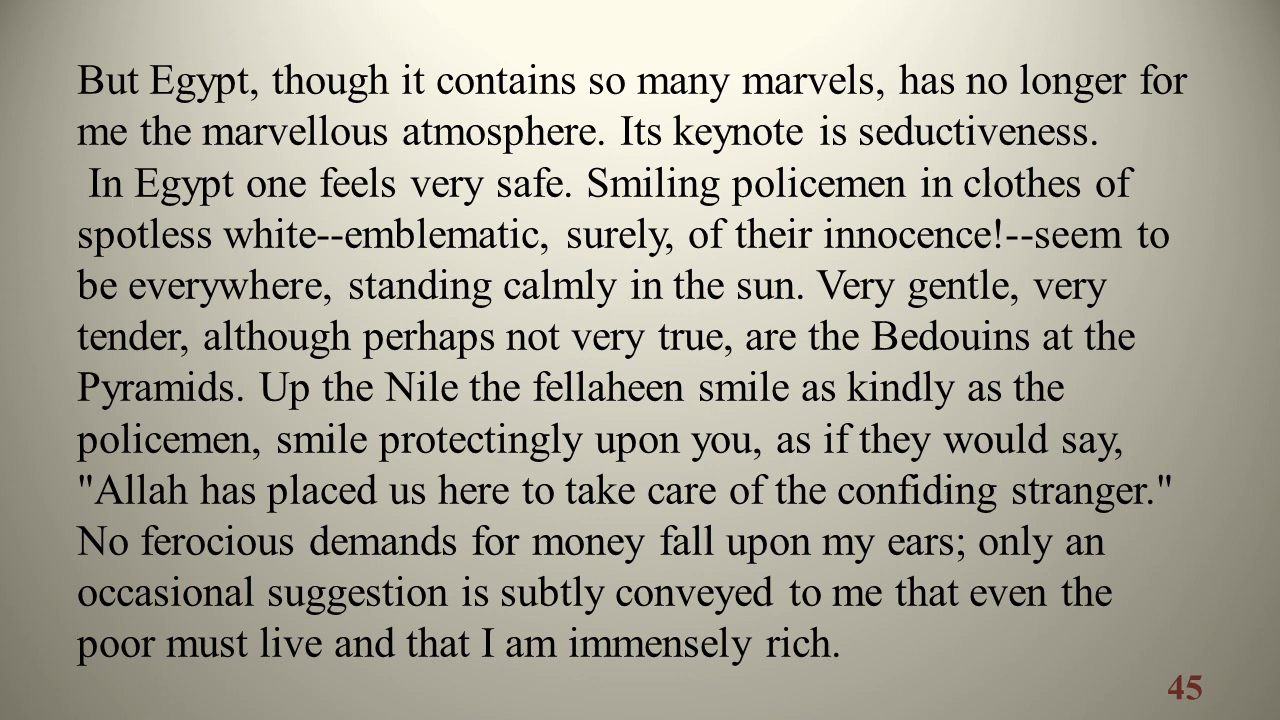 But Egypt, though it contains so many marvels, has no longer for
me the marvellous atmosphere. Its keynote is seductiveness.
In Egypt one feels very safe. Smiling policemen in clothes of
spotless white--emblematic, surely, of their innocence!--seem to
be everywhere, standing calmly in the sun. Very gentle, very
tender, although perhaps not very true, are the Bedouins at the
Pyramids. Up the Nile the fellaheen smile as kindly as the
policemen, smile protectingly upon you, as if they would say,
"Allah has placed us here to take care of the confiding stranger."
No ferocious demands for money fall upon my ears; only an
occasional suggestion is subtly conveyed to me that even the
poor must live and that I am immensely rich.
45